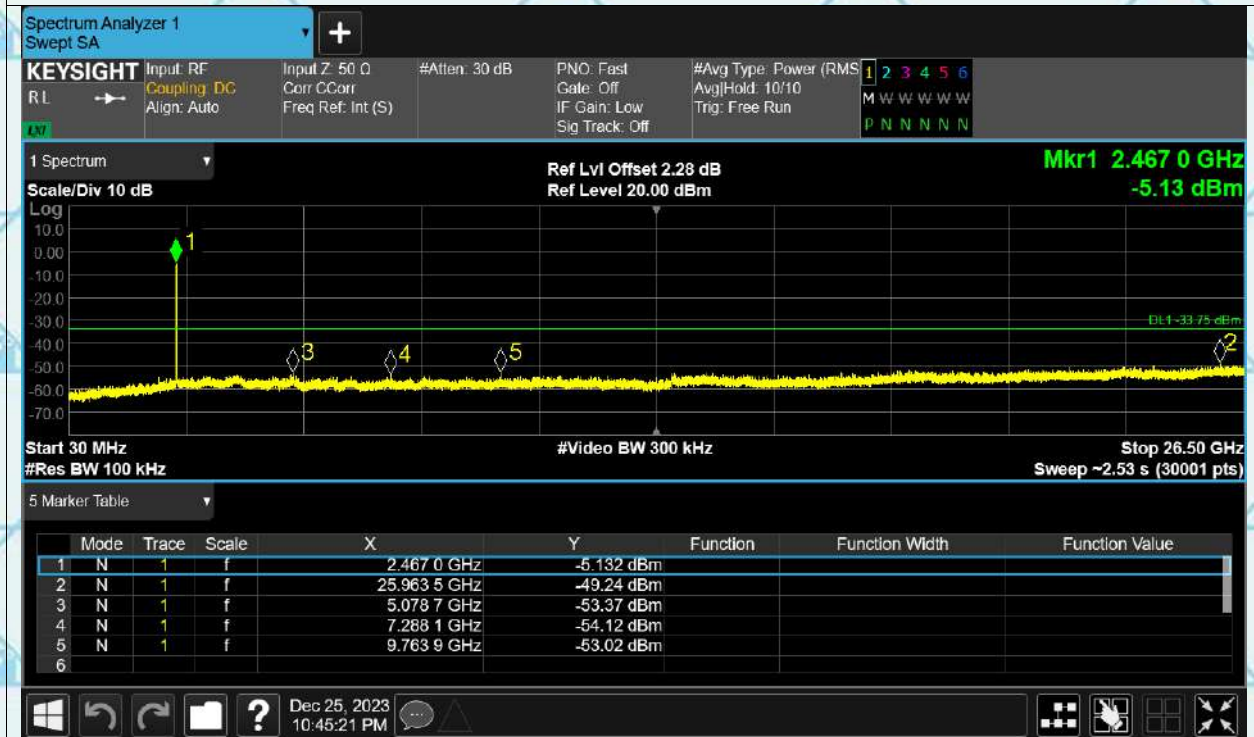 Spectrum Analyzer 1
Swept SA
+
KEYSIGHT Input: RF Input Z: 50 Ω #Atten: 30 dB PNO: Fast #Avg Type: Power (RMS 1 2 3 4 5 6
RL Coupling: DC Corr CCorr Gate: Off Avg|Hold: 10/10 M W W W W W
Align: Auto Freq Ref: Int (S) IF Gain: Low Trig: Free Run
LXI Sig Track: Off P N N N N N
1 Spectrum
Ref Lvl Offset 2.28 dB Mkr1 2.467 0 GHz
Scale/Div 10 dB Ref Level 20.00 dBm -5.13 dBm
Log
10.0
1
0.00
-10.0
-20.0
-30.0
DL1 -33.75 dBm
-40.0
3 4 5 2
-50.0
-60.0
-70.0
Start 30 MHz #Video BW 300 kHz Stop 26.50 GHz
#Res BW 100 kHz Sweep ~2.53 s (30001 pts)
5 Marker Table
Mode Trace Scale X Y Function Function Width Function Value
1 N 1 f 2.467 0 GHz -5.132 dBm
2 N 1 f 25.963 5 GHz -49.24 dBm
3 N 1 f 5.078 7 GHz -53.37 dBm
4 N 1 f 7.288 1 GHz -54.12 dBm
5 N 1 f 9.763 9 GHz -53.02 dBm
6
? Dec 25, 2023
10:45:21 PM